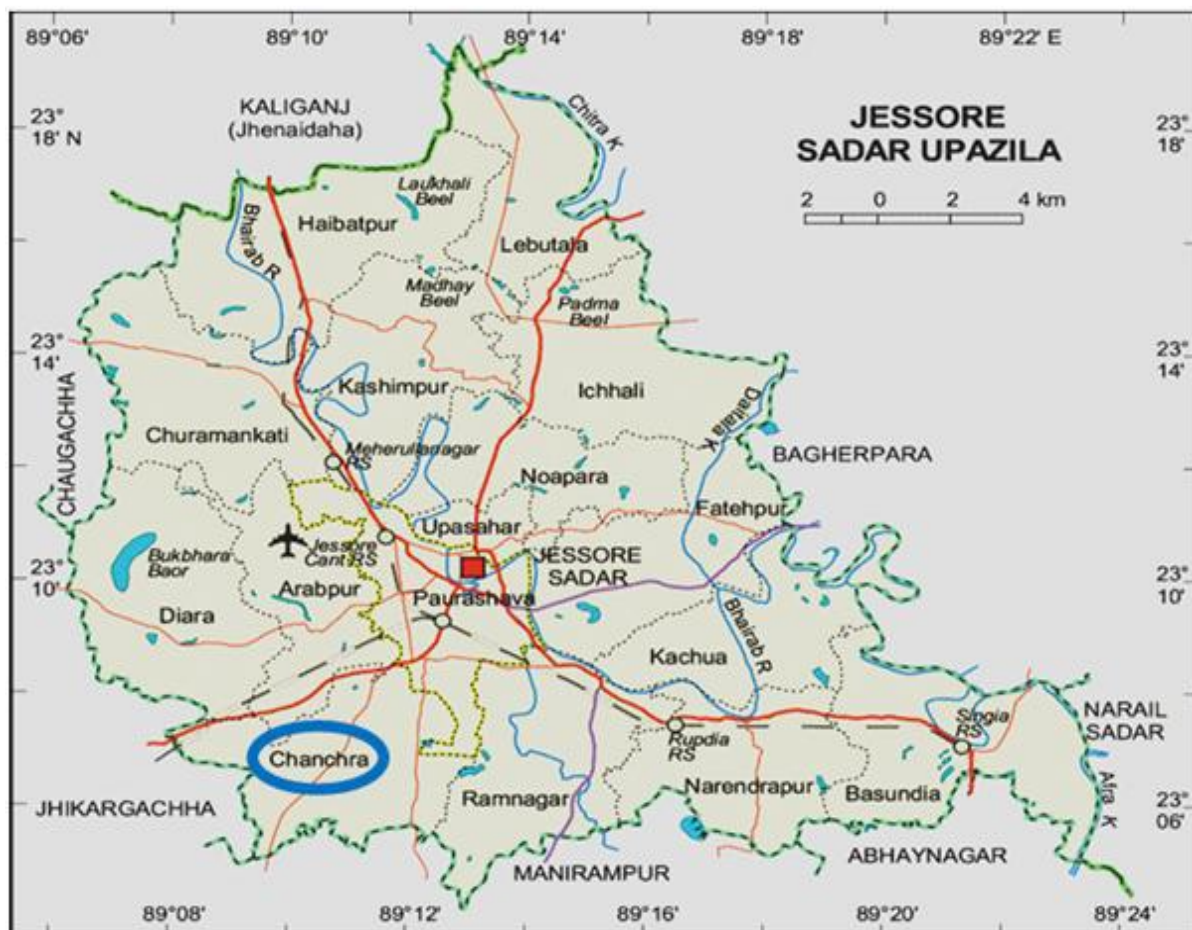 89°06'
89°10'
89°14'
89°18'
89°22' E
KALIGANJ
(Jhenaidaha)
23°
18' N
JESSORE
SADAR UPAZILA
23°
18'
2 0 2 4 km
Chitra K
Laukhali
Beel
Haibatpur
Bhairab R
Lebutala
Madhay
Beel
Padma
Beel
23°
14'
23°
14'
Kashimpur
Ichhali
CHAUGACHHA
Daitala K
Churamankati
Meherullanagar
RS
BAGHERPARA
Noapara
Fatehpur
Upasahar
Bukbhara
Baor
Jessore
Cant RS
JESSORE
SADAR
23°
10'
23°
10'
Arabpur
Paurashava
Diara
Bhairab R
Kachua
NARAIL
SADAR
Singia
RS
Rupdia
RS
Chanchra
Narendrapur
Basundia
Ramnagar
Afra K
JHIKARGACHHA
23°
06'
ABHAYNAGAR
MANIRAMPUR
89°08'
89°12'
89°16'
89°20'
89°24'